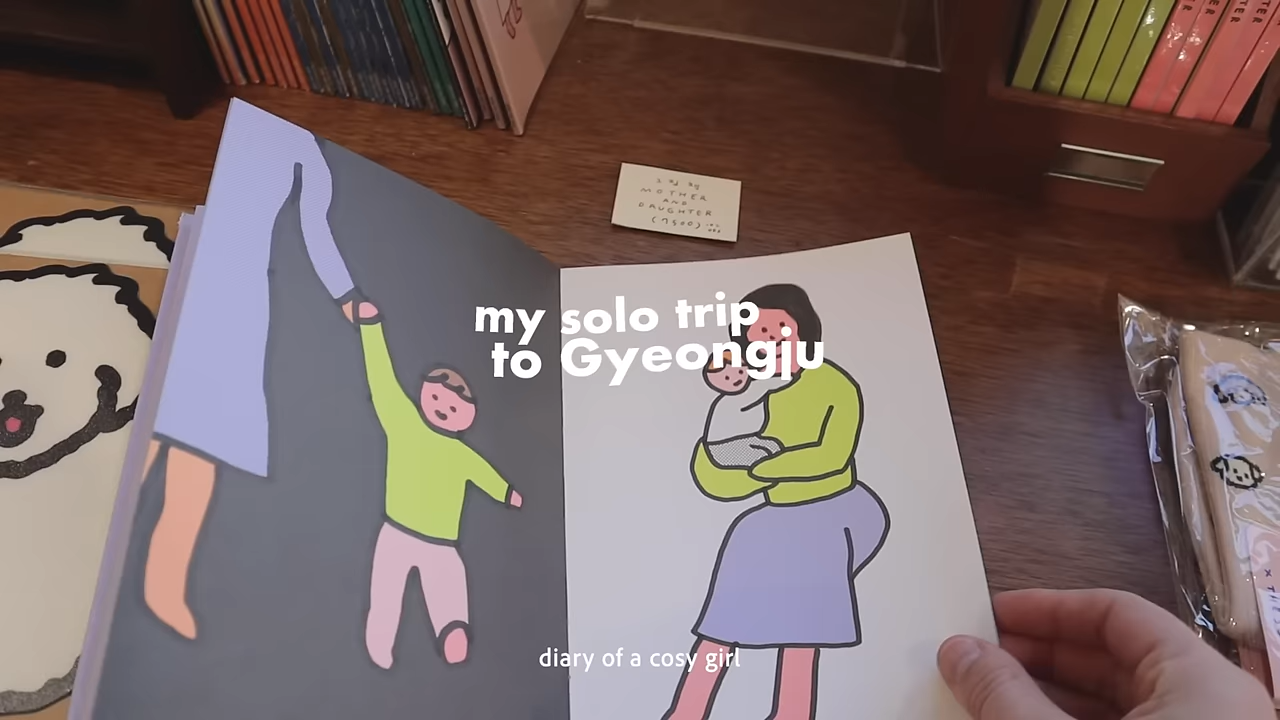 MOTHER
AND
DAUGHTER
my solo trip
to Gyeongju
diary of a cosy girl